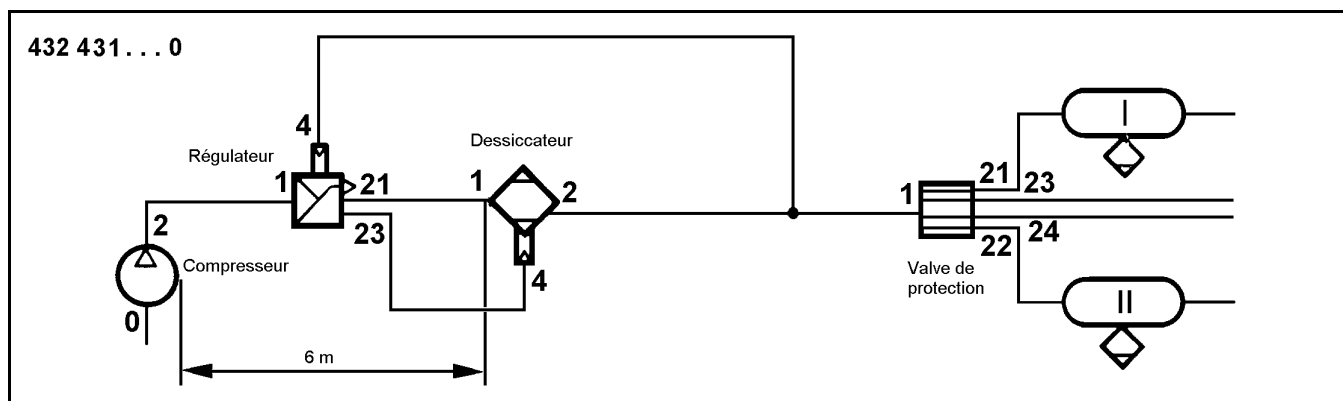 432 431 . . . 0
4
Régulateur
1
21
23
Dessiccateur
1
2
4
2
Compresseur
0
6 m
I
1
21
23
22
24
Valve de
protection
II